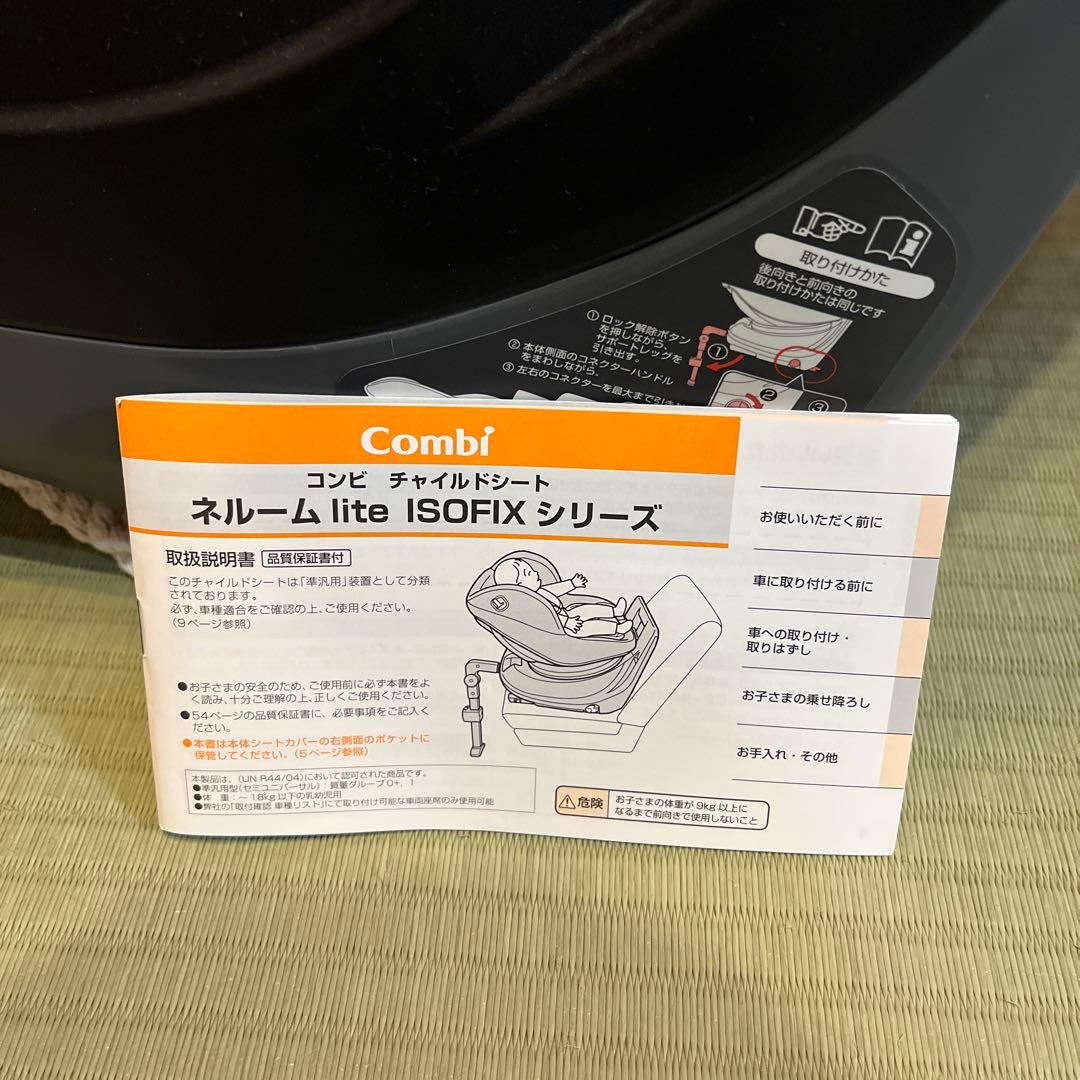 取り付けかた
後向きと前向きの
取り付けかたは同じです
① ロック解除ボタン
を押しながら、
サポートレッグを
引き出す。
② 本体側面のコネクターハンドル
をまわしながら、
③ 左右のコネクターを最大まで引き
①
②
③
Combi
コンビ チャイルドシート
ネルーム lite ISOFIX シリーズ
取扱説明書 品質保証書付
このチャイルドシートは「準汎用」装置として分類
されております。
必ず、車種適合をご確認の上、ご使用ください。
(9ページ参照)
●お子さまの安全のため、ご使用前に必ず本書をよ
く読み、十分ご理解の上、正しくご使用ください。
●54ページの品質保証書に、必要事項をご記入く
ださい。
●本書は本体シートカバーの右側面のポケットに
保管してください。(5ページ参照)
本製品は、(UN R44/04)において認可された商品です。
●準汎用型(セミユニバーサル):質量グループ0+、1
●体 重:～18kg以下の乳幼児用
●弊社の「取付確認 車種リスト」にて取り付け可能な車両座席のみ使用可能
危険 お子さまの体重が9kg以上に
なるまで前向きで使用しないこと
お使いいただく前に
車に取り付ける前に
車への取り付け・
取りはずし
お子さまの乗せ降ろし
お手入れ・その他